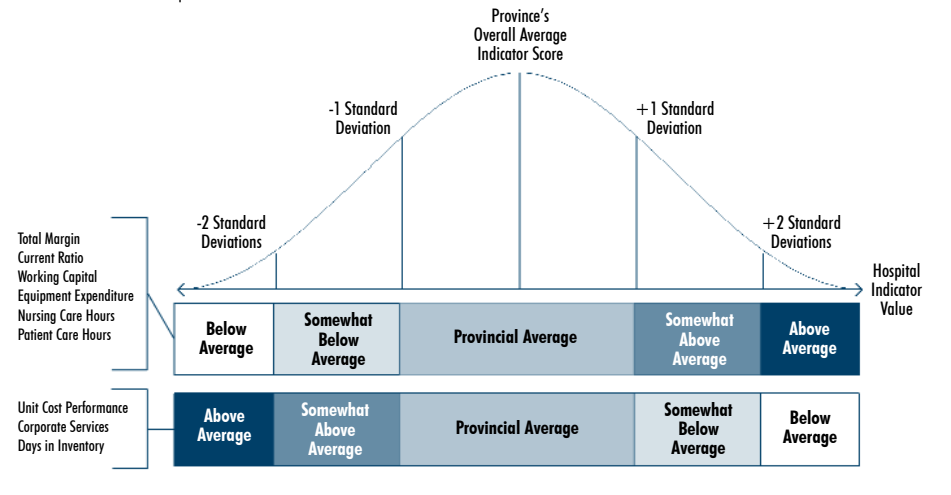 Province's
Overall Average
Indicator Score
-1 Standard
Deviation
+1 Standard
Deviation
-2 Standard
Deviations
+2 Standard
Deviations
Hospital
Indicator
Value
Total Margin
Current Ratio
Working Capital
Equipment Expenditure
Nursing Care Hours
Patient Care Hours
Below
Average
Somewhat
Below
Average
Provincial Average
Somewhat
Above
Average
Above
Average
Unit Cost Performance
Corporate Services
Days in Inventory
Above
Average
Somewhat
Above
Average
Provincial Average
Somewhat
Below
Average
Below
Average